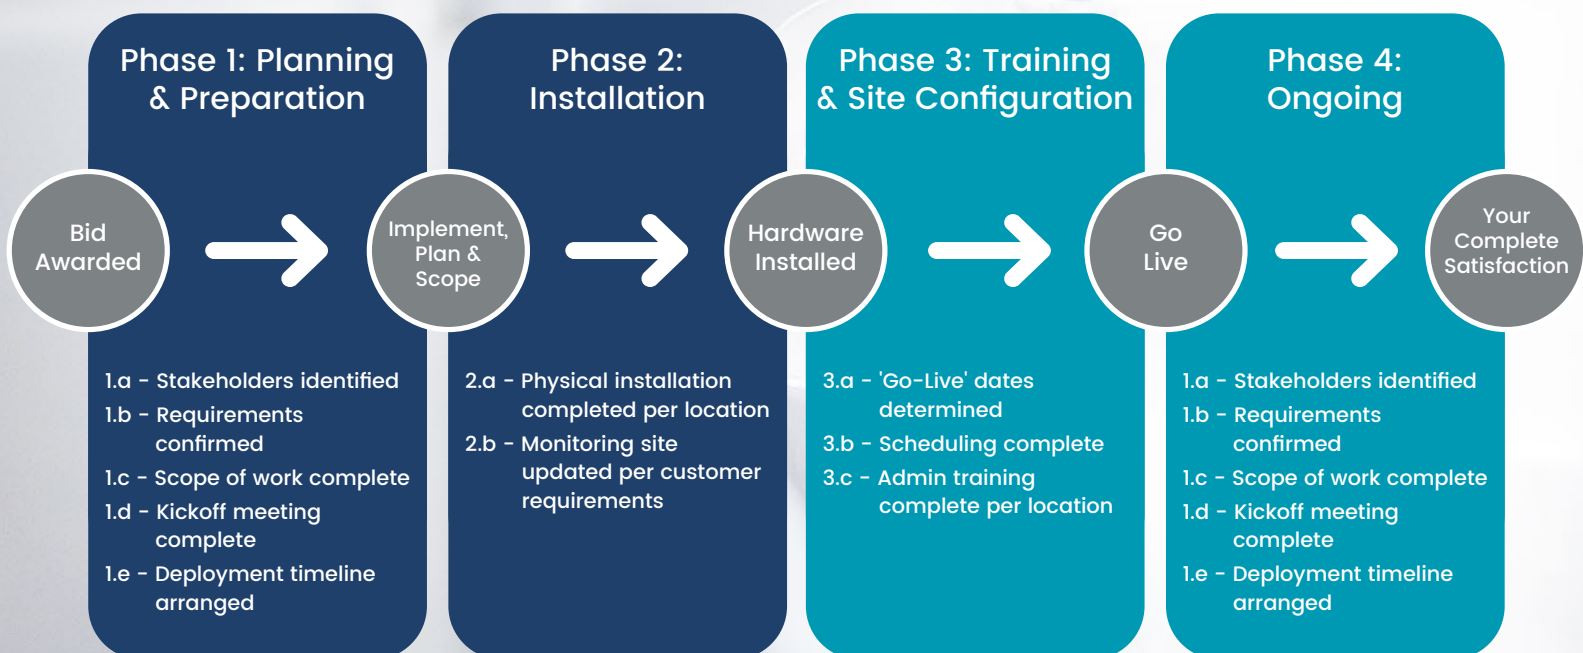 Phase 1: Planning
& Preparation
Bid
Awarded
1.a - Stakeholders identified
1.b - Requirements
confirmed
1.c - Scope of work complete
1.d - Kickoff meeting
complete
1.e - Deployment timeline
arranged
Implement,
Plan &
Scope
Phase 2:
Installation
2.a - Physical installation
completed per location
2.b - Monitoring site
updated per customer
requirements
Hardware
Installed
Phase 3: Training
& Site Configuration
3.a - 'Go-Live' dates
determined
3.b - Scheduling complete
3.c - Admin training
complete per location
Go
Live
Phase 4:
Ongoing
1.a - Stakeholders identified
1.b - Requirements
confirmed
1.c - Scope of work complete
1.d - Kickoff meeting
complete
1.e - Deployment timeline
arranged
Your
Complete
Satisfaction